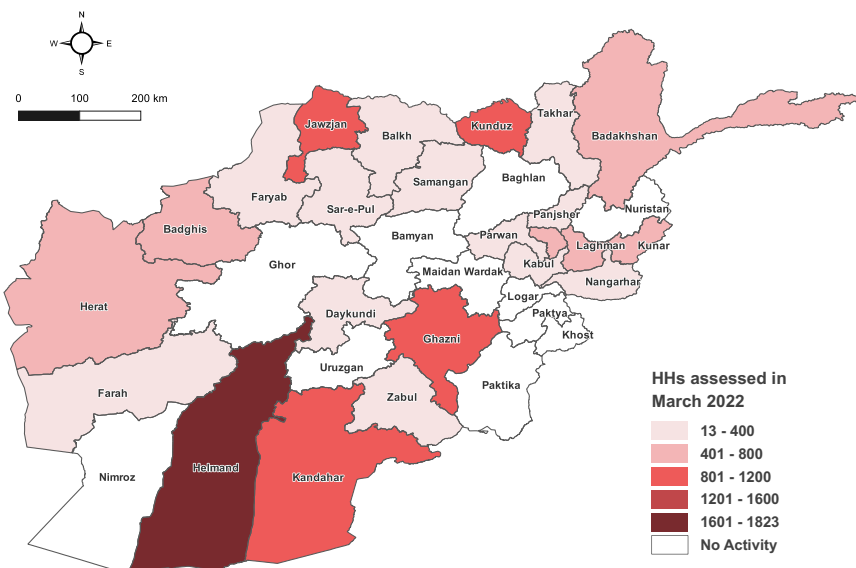 N
W E
S
0 100 200 km
Jawzjan
Kunduz
Takhar
Balkh
Badakhshan
Samangan
Baghlan
Faryab
Sar-e-Pul
Panjsher
Nuristan
Badghis
Parwan
Bamyan
Laghman
Kunar
Ghor
Kabul
Maidan Wardak
Nangarhar
Herat
Logar
Daykundi
Paktya
Ghazni
Khost
Uruzgan
Farah
Zabul
Paktika
Helmand
Nimroz
Kandahar
HHs assessed in
March 2022
13 - 400
401 - 800
801 - 1200
1201 - 1600
1601 - 1823
No Activity